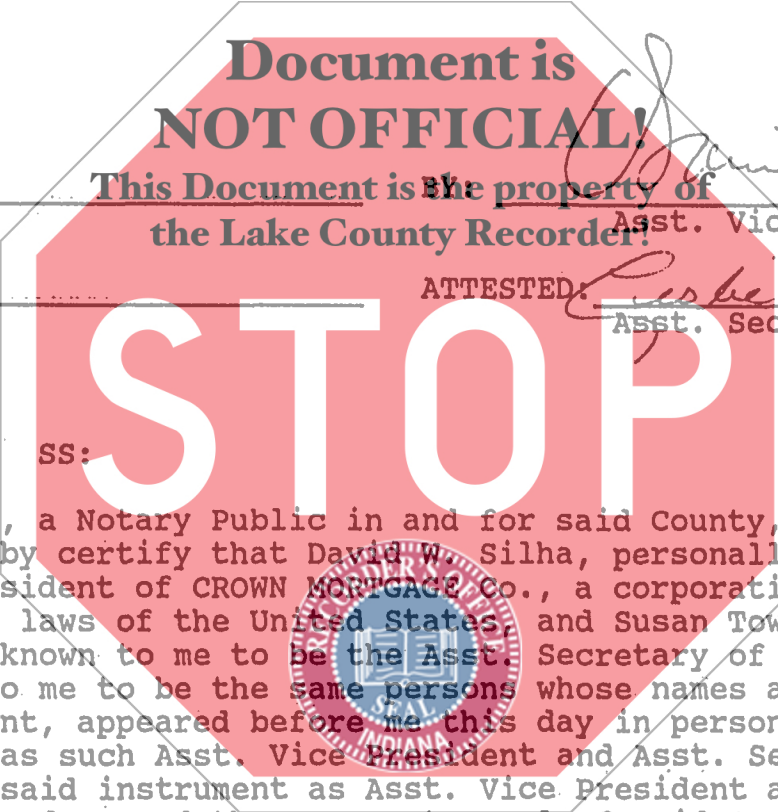 Document is
NOT OFFICIAL!
This Document is the property of
the Lake County Recorder!
BY:
Asst. Vic
ATTESTED:
Asst. Sec
STOP
SS:
, a Notary Public in and for said County,
by certify that David W. Silha, personall
sident of CROWN MORTGAGE Co., a corporati
laws of the United States, and Susan Tow
known to me to be the Asst. Secretary of
o me to be the same persons whose names a
nt, appeared before me this day in person
as such Asst. Vice President and Asst. Se
said instrument as Asst. Vice President a
RECORDER'S OFFICE
SEAL
INDIANA